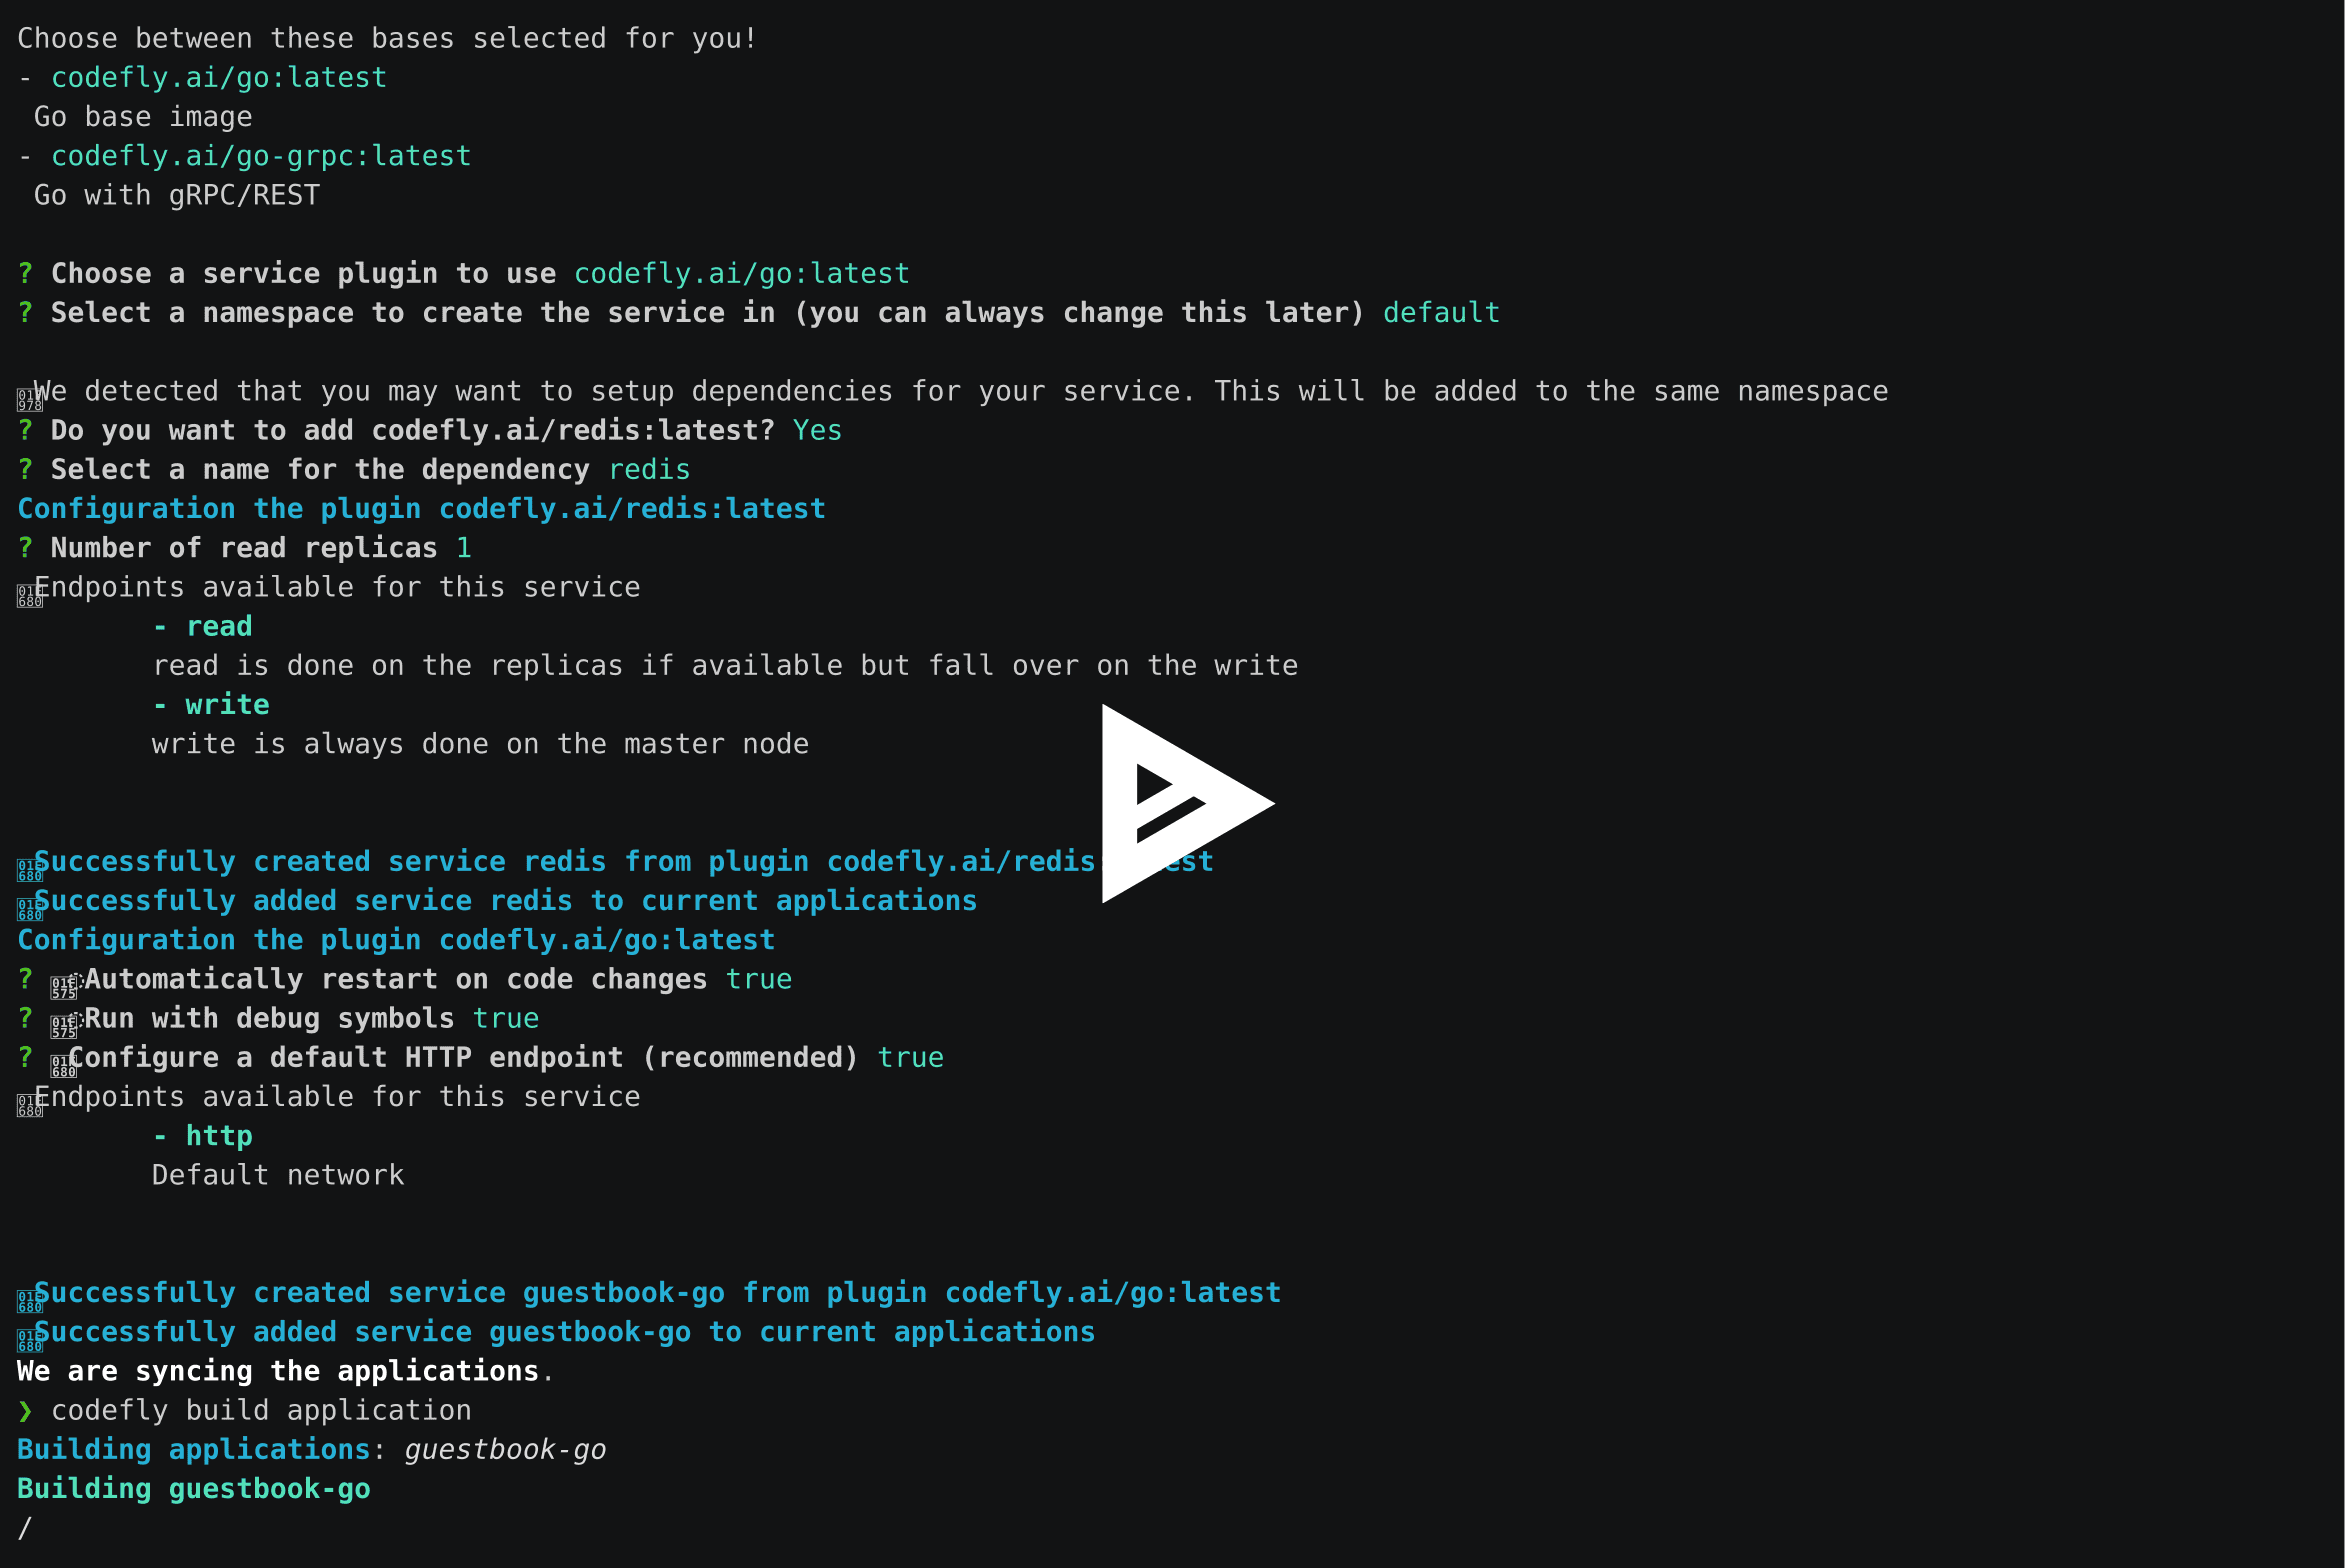 Choose between these bases selected for you!
- codefly.ai/go:latest
Go base image
- codefly.ai/go-grpc:latest
Go with gRPC/REST
? Choose a service plugin to use codefly.ai/go:latest
? Select a namespace to create the service in (you can always change this later) default
We detected that you may want to setup dependencies for your service. This will be added to the same namespace
? Do you want to add codefly.ai/redis:latest? Yes
? Select a name for the dependency redis
Configuration the plugin codefly.ai/redis:latest
? Number of read replicas 1
Endpoints available for this service
- read
read is done on the replicas if available but fall over on the write
- write
write is always done on the master node
Successfully created service redis from plugin
Successfully added service redis to current applications
Configuration the plugin codefly.ai/go:latest
? Automatically restart on code changes true
? Run with debug symbols true
? Configure a default HTTP endpoint (recommended) true
Endpoints available for this service
- http
Default network
Successfully created service guestbook-go from plugin codefly.ai/go:latest
Successfully added service guestbook-go to current applications
We are syncing the applications.
❯ codefly build application
Building applications: guestbook-go
Building guestbook-go
/